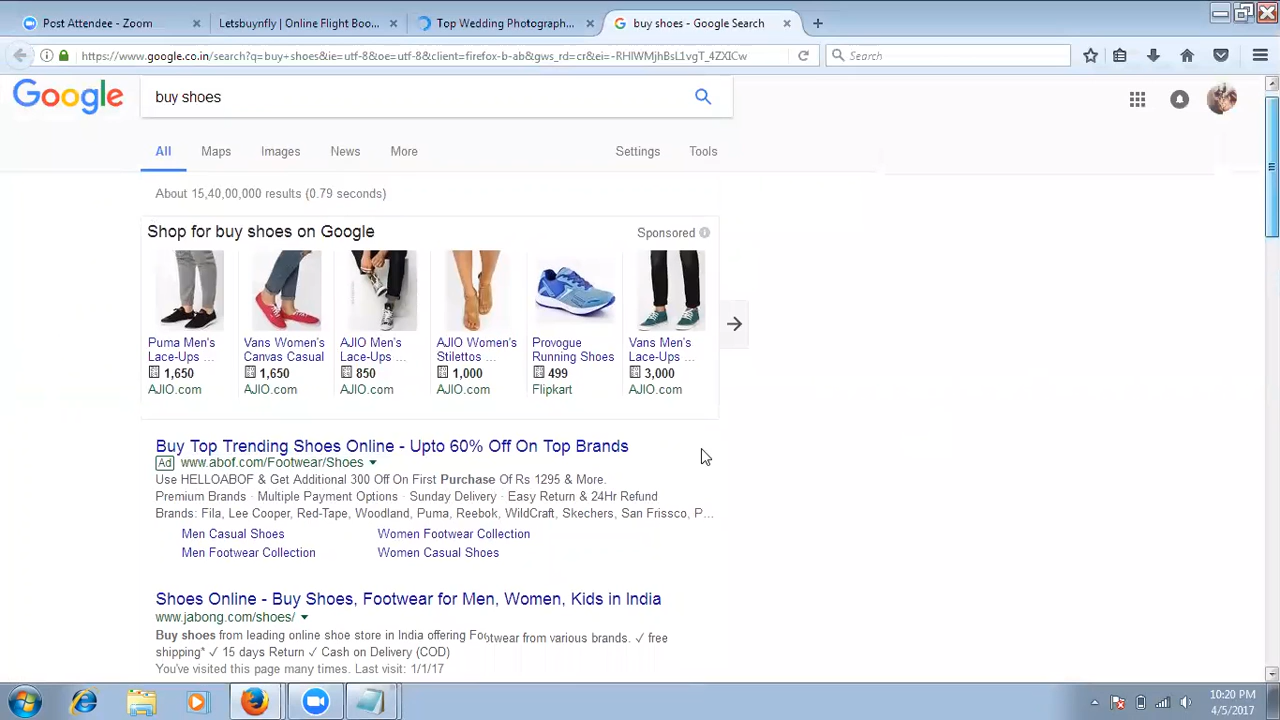 Post Attendee - Zoom
Letsbuynfly | Online Flight Boo...
Top Wedding Photograph...
buy shoes - Google Search
https://www.google.co.in/search?q=buy+shoes&ie=utf-8&oe=utf-8&client=firefox-b-ab&gws_rd=cr&ei=-RHlWMjhBsL1vgT_4ZXICw
Search
Google
buy shoes
All Maps Images News More Settings Tools
About 15,40,00,000 results (0.79 seconds)
Shop for buy shoes on Google
Sponsored
Puma Men's
Lace-Ups ...
1,650
AJIO.com
Vans Women's
Canvas Casual
1,650
AJIO.com
AJIO Men's
Lace-Ups ...
850
AJIO.com
AJIO Women's
Stilettos ...
1,000
AJIO.com
Provogue
Running Shoes
499
Flipkart
Vans Men's
Lace-Ups ...
3,000
AJIO.com
Buy Top Trending Shoes Online - Upto 60% Off On Top Brands
Ad www.abof.com/Footwear/Shoes
Use HELLOABOF & Get Additional 300 Off On First Purchase Of Rs 1295 & More.
Premium Brands · Multiple Payment Options · Sunday Delivery · Easy Return & 24Hr Refund
Brands: Fila, Lee Cooper, Red-Tape, Woodland, Puma, Reebok, WildCraft, Skechers, San Frissco, P...
Men Casual Shoes
Women Footwear Collection
Men Footwear Collection
Women Casual Shoes
Shoes Online - Buy Shoes, Footwear for Men, Women, Kids in India
www.jabong.com/shoes/
Buy shoes from leading online shoe store in India offering Footwear from various brands. ✓ free
shipping* ✓ 15 days Return ✓ Cash on Delivery (COD)
You've visited this page many times. Last visit: 1/1/17
10:20 PM
4/5/2017